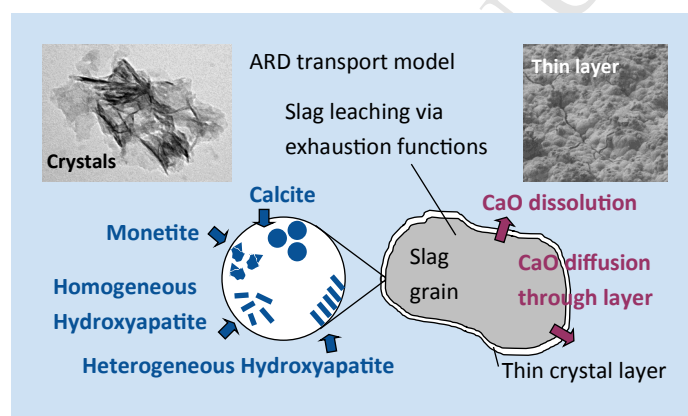 ARD transport model
Thin layer
Slag leaching via
exhaustion functions
Crystals
Calcite
CaO dissolution
Monetite
Slag
grain
CaO diffusion
through layer
Homogeneous
Hydroxyapatite
Heterogeneous Hydroxyapatite
Thin crystal layer